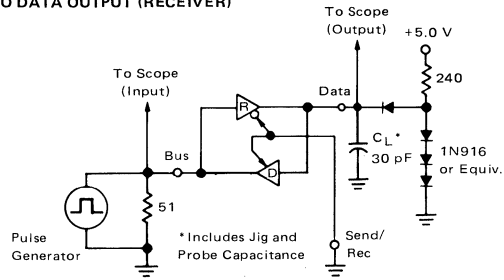 O DATA OUTPUT (RECEIVER)
To Scope
(Output)
+5.0 V
240
To Scope
(Input)
R
Data
CL*
30 pF
1N916
or Equiv.
Bus
D
51
Pulse
Generator
*Includes Jig and
Probe Capacitance
Send/
Rec